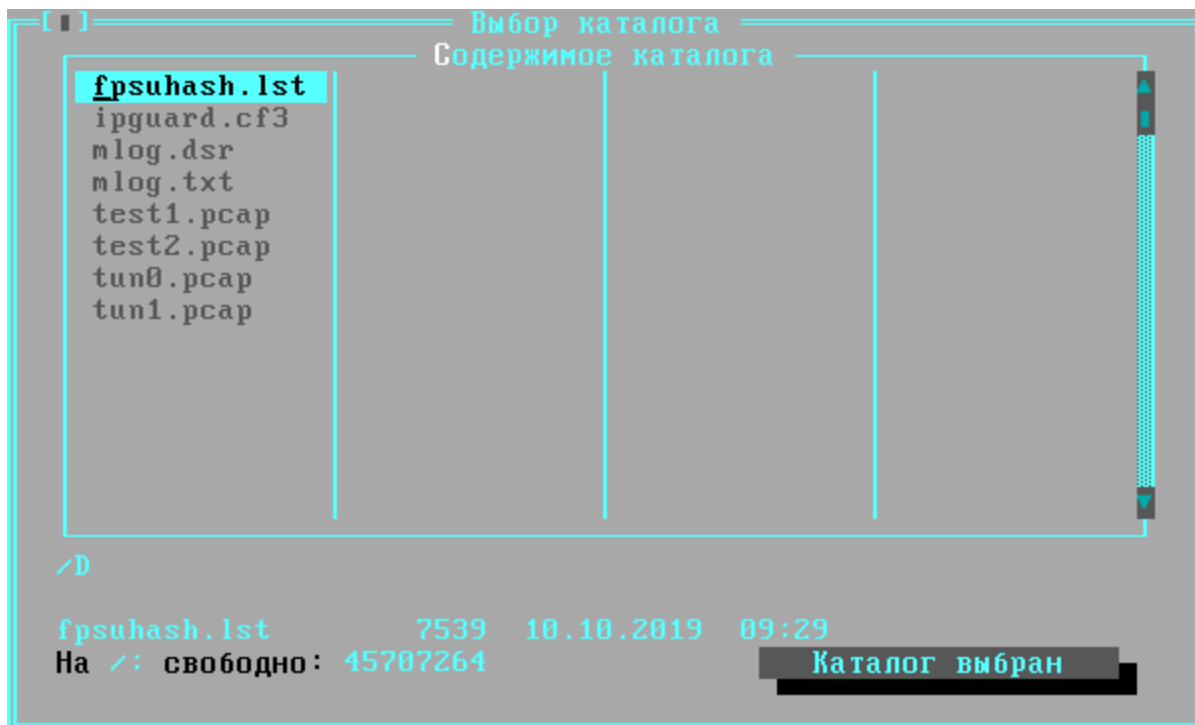 [▮] Выбор каталога
Содержимое каталога
fpsuhash.lst
ipguard.cf3
mlog.dsr
mlog.txt
test1.pcap
test2.pcap
tun0.pcap
tun1.pcap
/D
fpsuhash.lst 7539 10.10.2019 09:29
На /: свободно: 45707264
Каталог выбран